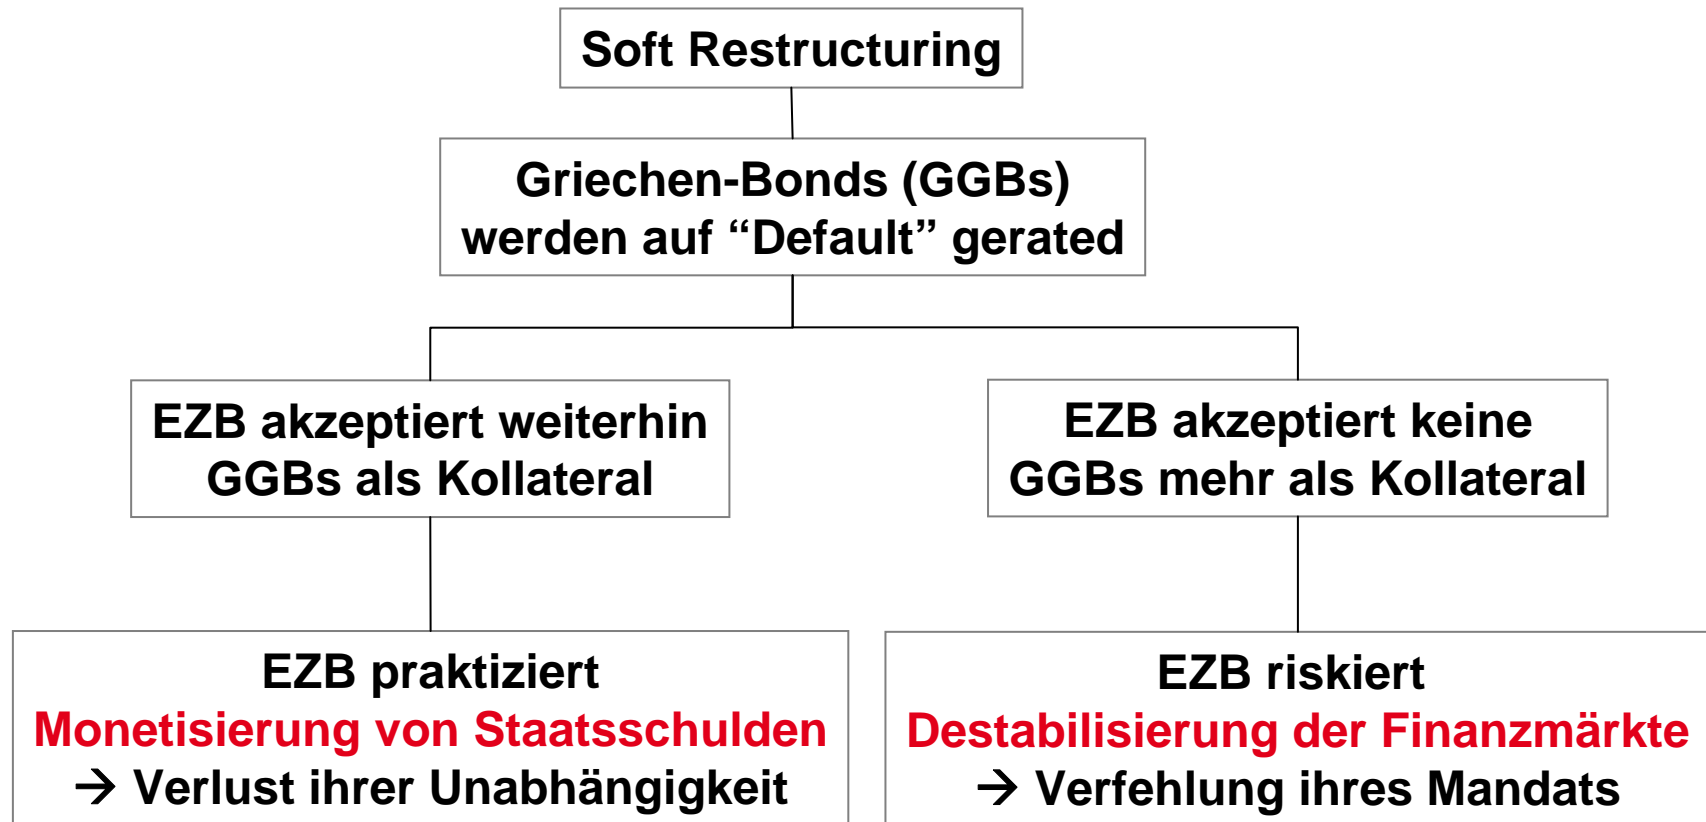 Soft Restructuring
Griechen-Bonds (GGBs)
werden auf “Default” gerated
EZB akzeptiert weiterhin
GGBs als Kollateral
EZB akzeptiert keine
GGBs mehr als Kollateral
EZB praktiziert
Monetisierung von Staatsschulden
→ Verlust ihrer Unabhängigkeit
EZB riskiert
Destabilisierung der Finanzmärkte
→ Verfehlung ihres Mandats